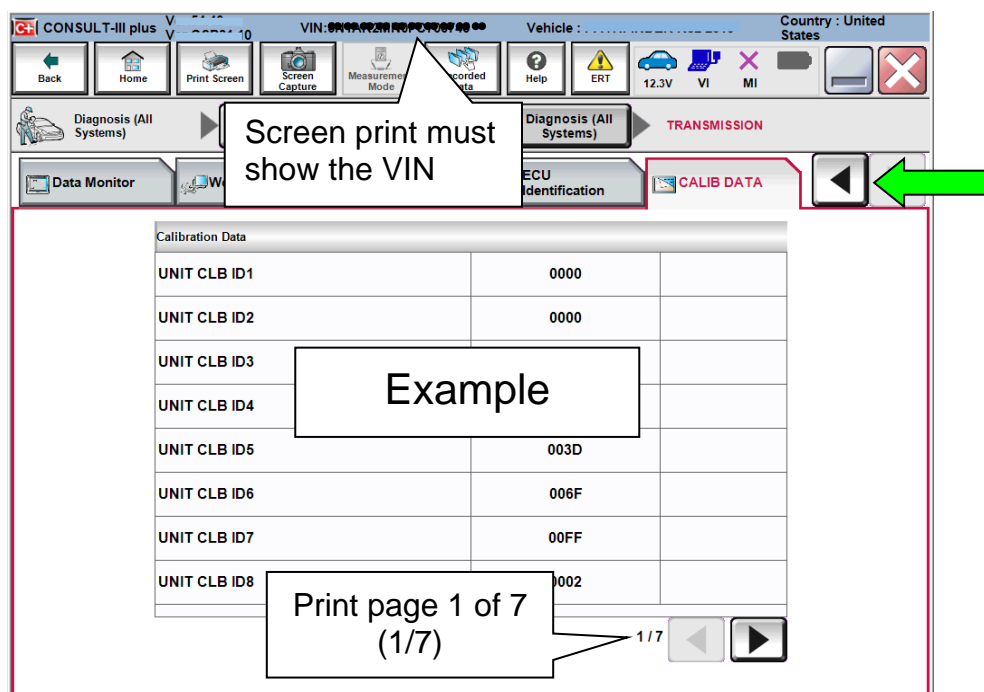 CONSULT-III plus
VIN:
Vehicle :
Country : United States
Back
Home
Print Screen
Screen Capture
Measurement Mode
Help
ERT
12.3V
VI
MI
Diagnosis (All Systems)
Diagnosis (All Systems)
TRANSMISSION
Screen print must
show the VIN
Data Monitor
ECU Identification
CALIB DATA
Calibration Data
UNIT CLB ID1 0000
UNIT CLB ID2 0000
UNIT CLB ID3
UNIT CLB ID4
Example
UNIT CLB ID5 003D
UNIT CLB ID6 006F
UNIT CLB ID7 00FF
UNIT CLB ID8 0002
Print page 1 of 7
(1/7)
1/7